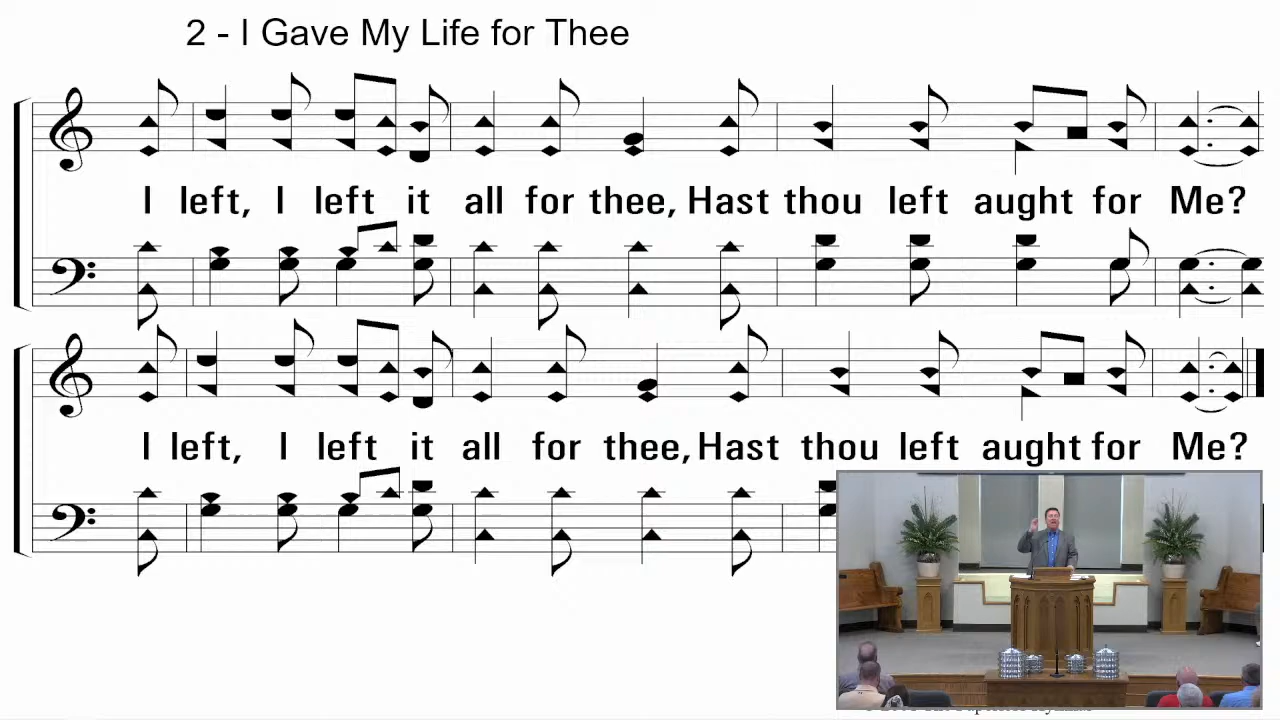 2 - I Gave My Life for Thee
I left, I left it all for thee, Hast thou left aught for Me?
I left, I left it all for thee, Hast thou left aught for Me?